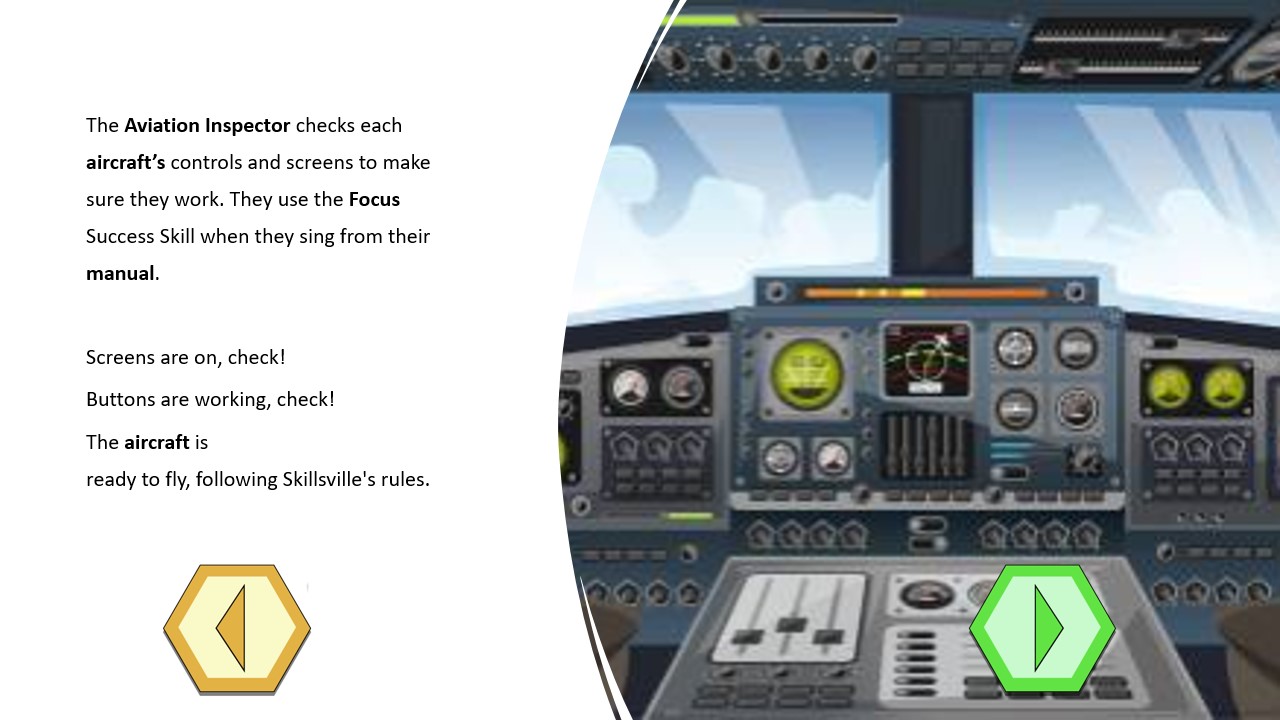 The Aviation Inspector checks each
aircraft’s controls and screens to make
sure they work. They use the Focus
Success Skill when they sing from their
manual.
Screens are on, check!
Buttons are working, check!
The aircraft is
ready to fly, following Skillsville's rules.